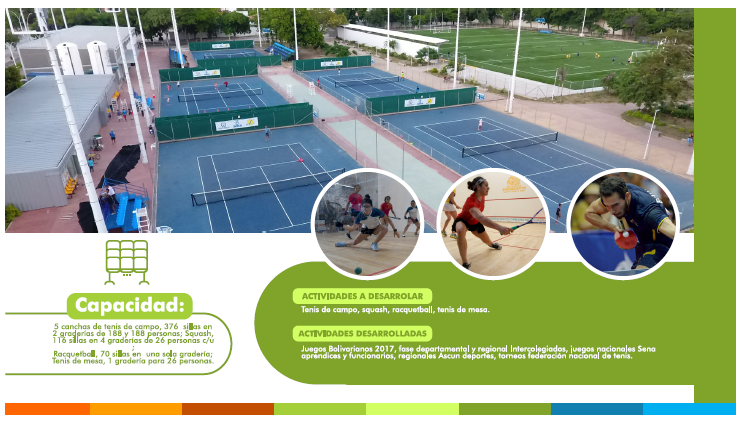 Capacidad:
5 canchas de tenis de campo, 376 sillas en
2 graderías de 188 y 188 personas; Squash,
116 sillas en 4 graderías de 26 personas c/u
;
Racquetball, 70 sillas en una sola gradería;
Tenis de mesa, 1 gradería para 26 personas.
ACTIVIDADES A DESARROLAR
Tenis de campo, squash, racquetball, tenis de mesa.
ACTIVIDADES DESARROLLADAS
Juegos Bolivarianos 2017, fase departamental y regional Intercolegiados, juegos nacionales Sena
aprendices y funcionarios, regionales Ascun deportes, torneos federación nacional de tenis.